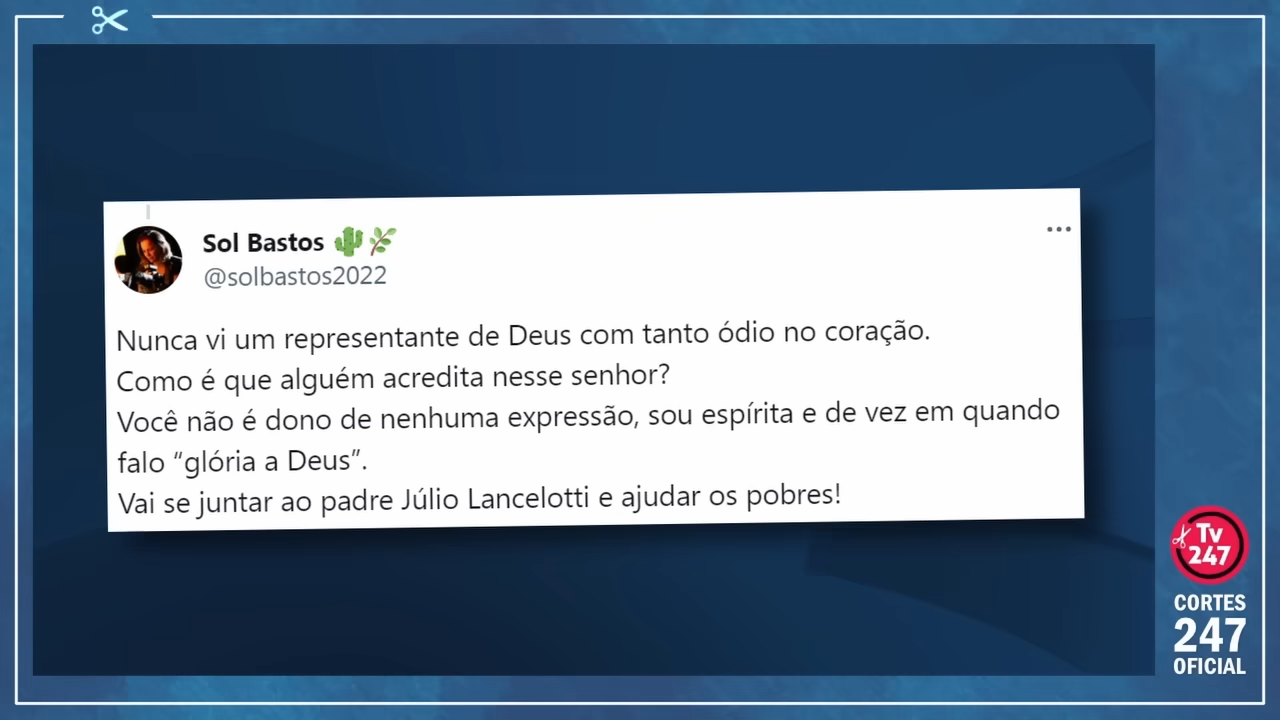 Sol Bastos 🌵🌿
@solbastos2022
Nunca vi um representante de Deus com tanto ódio no coração.
Como é que alguém acredita nesse senhor?
Você não é dono de nenhuma expressão, sou espírita e de vez em quando
falo “glória a Deus”.
Vai se juntar ao padre Júlio Lancelotti e ajudar os pobres!
Tv
247
CORTES
247
OFICIAL